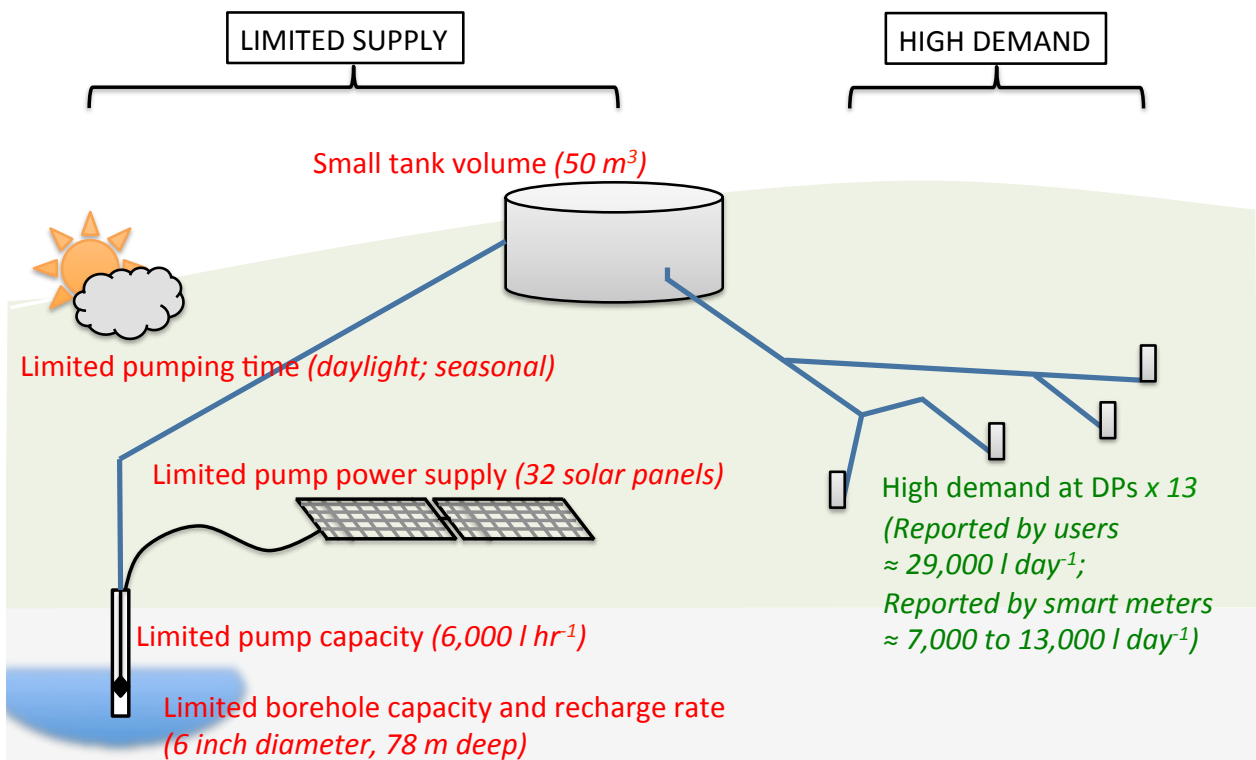 LIMITED SUPPLY
HIGH DEMAND
Small tank volume (50 m³)
Limited pumping time (daylight; seasonal)
Limited pump power supply (32 solar panels)
High demand at DPs x 13
(Reported by users
≈ 29,000 l day⁻¹;
Reported by smart meters
≈ 7,000 to 13,000 l day⁻¹)
Limited pump capacity (6,000 l hr⁻¹)
Limited borehole capacity and recharge rate
(6 inch diameter, 78 m deep)